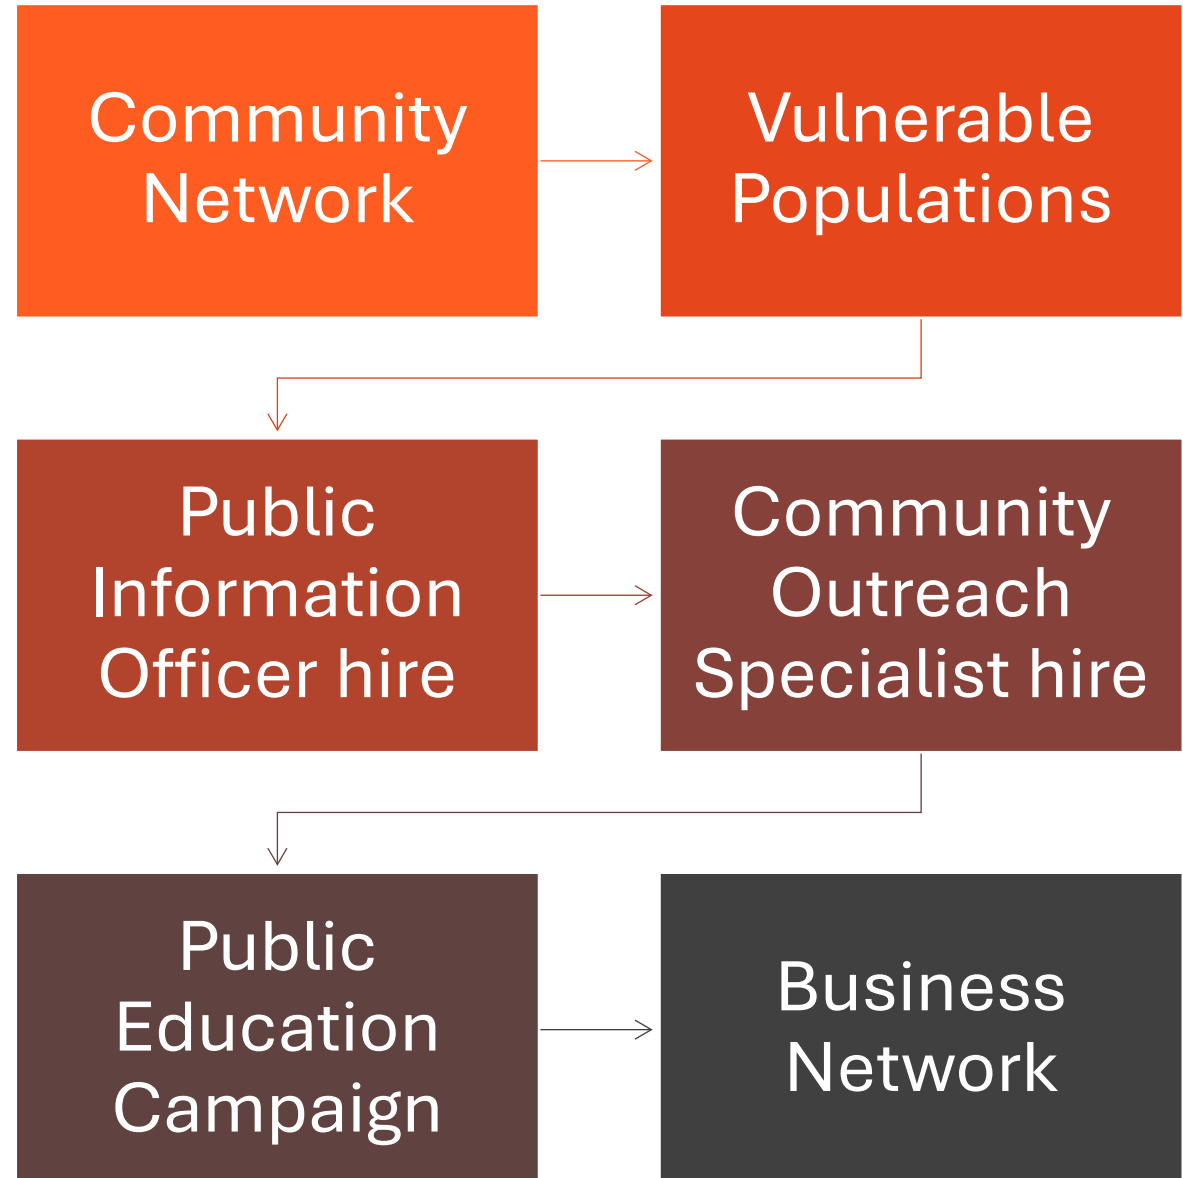 Community
Network
Vulnerable
Populations
Public
Information
Officer hire
Community
Outreach
Specialist hire
Public
Education
Campaign
Business
Network